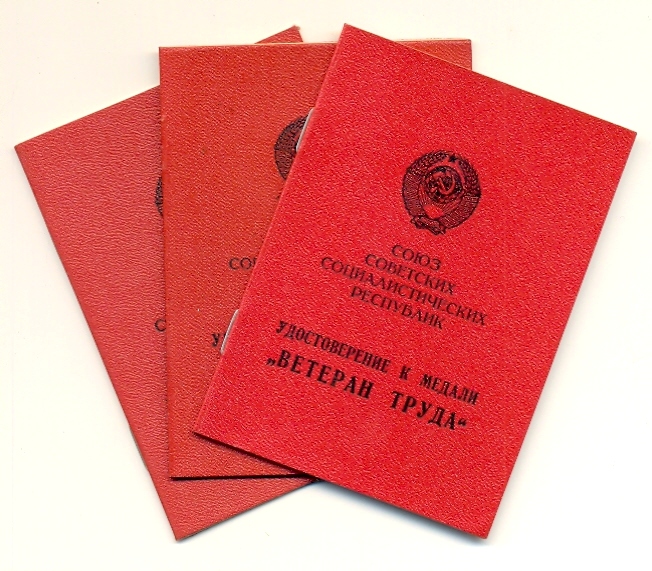 СОЮЗ
СОВЕТСКИХ
СОЦИАЛИСТИЧЕСКИХ
РЕСПУБЛИК
УДОСТОВЕРЕНИЕ К МЕДАЛИ
„ВЕТЕРАН ТРУДА“